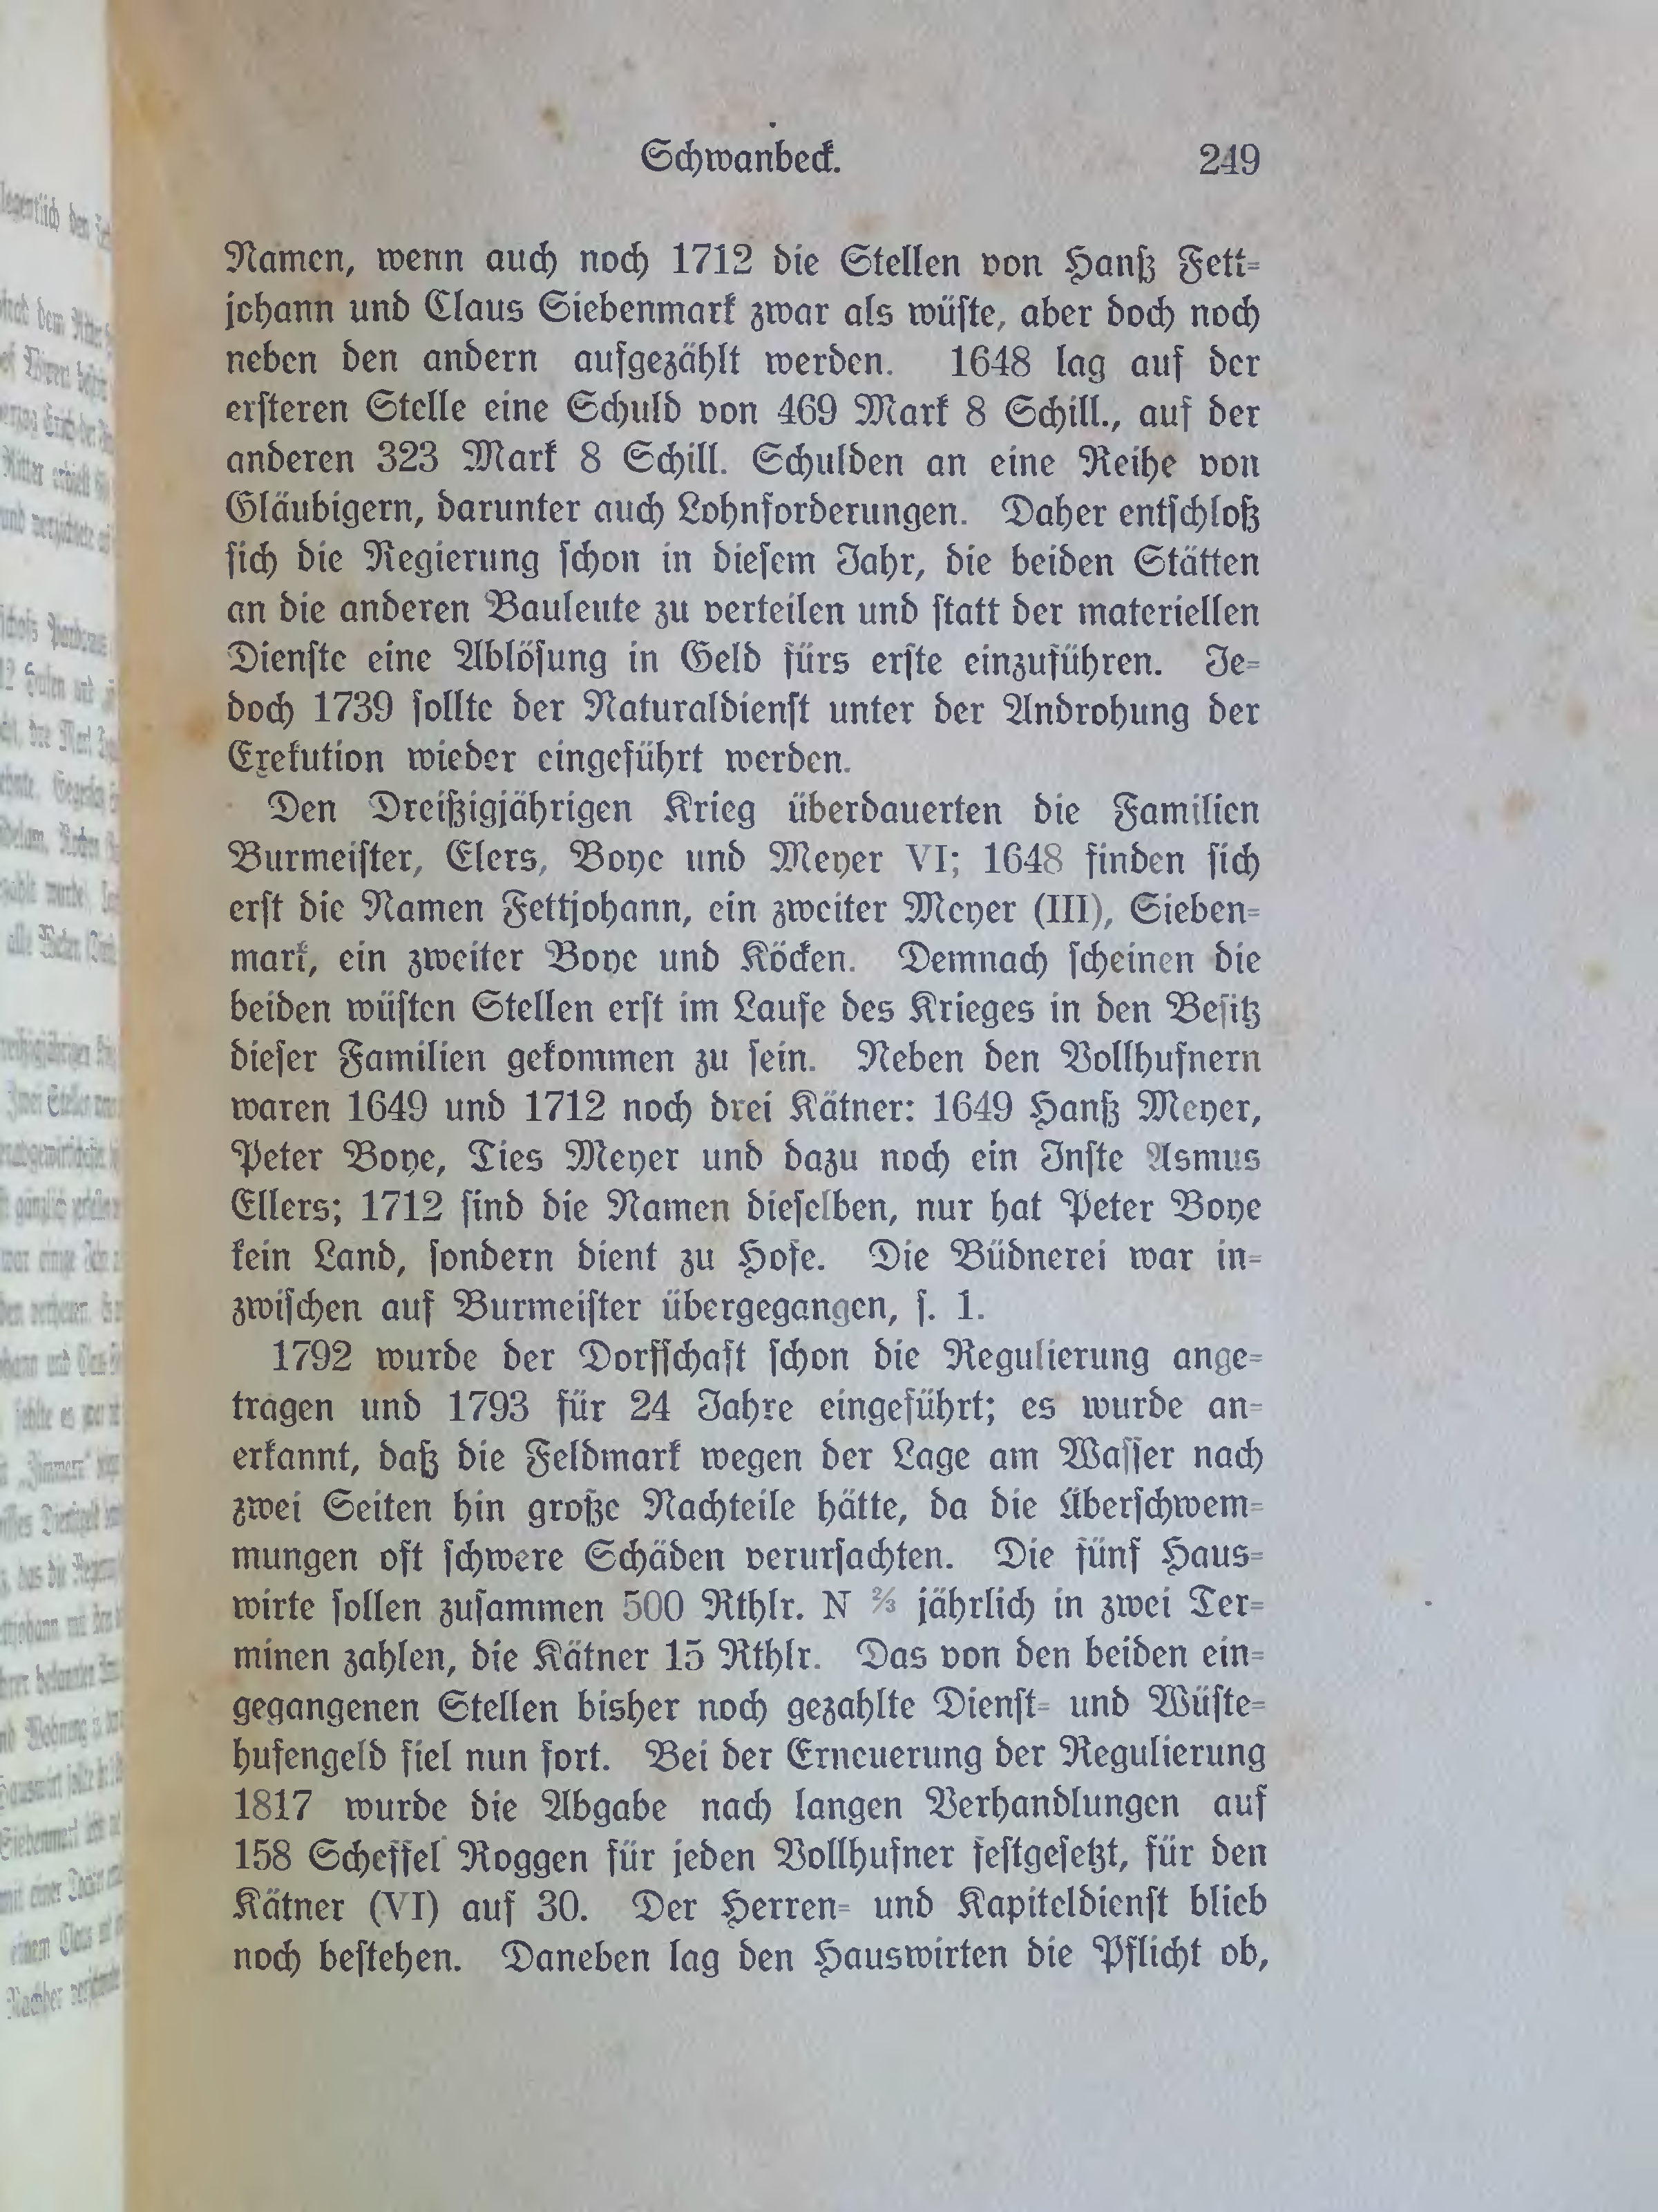 Schwanbeck. 249
Namen, wenn auch noch 1712 die Stellen von Hanß Fett-
johann und Claus Siebenmark zwar als wüste, aber doch noch
neben den andern aufgezählt werden. 1648 lag auf der
ersteren Stelle eine Schuld von 469 Mark 8 Schill., auf der
anderen 323 Mark 8 Schill. Schulden an eine Reihe von
Gläubigern, darunter auch Lohnforderungen. Daher entschloß
sich die Regierung schon in diesem Jahr, die beiden Stätten
an die anderen Bauleute zu verteilen und statt der materiellen
Dienste eine Ablösung in Geld fürs erste einzuführen. Je-
doch 1739 sollte der Naturaldienst unter der Androhung der
Exekution wieder eingeführt werden.
Den Dreißigjährigen Krieg überdauerten die Familien
Burmeister, Elers, Boye und Meyer VI; 1648 finden sich
erst die Namen Fettjohann, ein zweiter Meyer (III), Sieben-
mark, ein zweiter Boye und Köcken. Demnach scheinen die
beiden wüsten Stellen erst im Laufe des Krieges in den Besitz
dieser Familien gekommen zu sein. Neben den Vollhufnern
waren 1649 und 1712 noch drei Kätner: 1649 Hanß Meyer,
Peter Boye, Ties Meyer und dazu noch ein Inste Asmus
Ellers; 1712 sind die Namen dieselben, nur hat Peter Boye
kein Land, sondern dient zu Hofe. Die Büdnerei war in-
zwischen auf Burmeister übergegangen, s. 1.
1792 wurde der Dorfschaft schon die Regulierung ange-
tragen und 1793 für 24 Jahre eingeführt; es wurde an-
erkannt, daß die Feldmark wegen der Lage am Wasser nach
zwei Seiten hin große Nachteile hätte, da die Überschwem-
mungen oft schwere Schäden verursachten. Die fünf Haus-
wirte sollen zusammen 500 Rthlr. N ⅔ jährlich in zwei Ter-
minen zahlen, die Kätner 15 Rthlr. Das von den beiden ein-
gegangenen Stellen bisher noch gezahlte Dienst- und Wüste-
hufengeld fiel nun fort. Bei der Erneuerung der Regulierung
1817 wurde die Abgabe nach langen Verhandlungen auf
158 Scheffel Roggen für jeden Vollhufner festgesetzt, für den
Kätner (VI) auf 30. Der Herren- und Kapiteldienst blieb
noch bestehen. Daneben lag den Hauswirten die Pflicht ob,